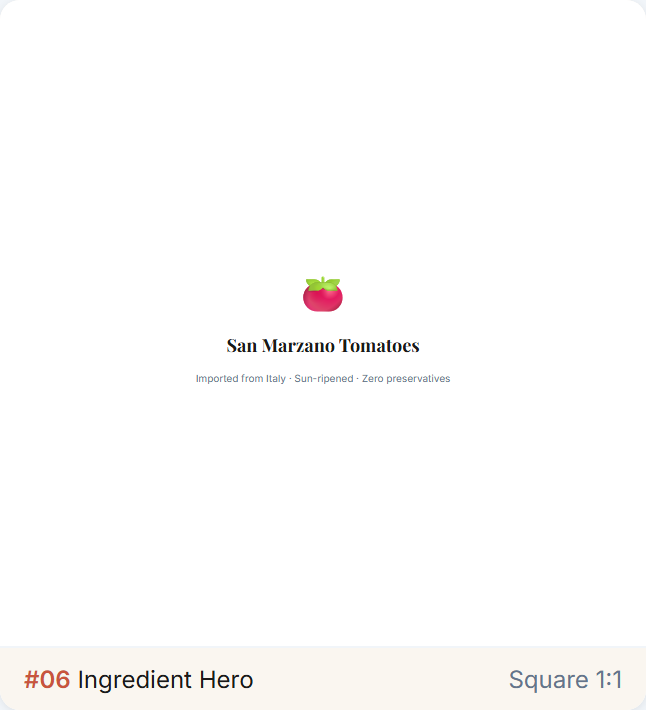 San Marzano Tomatoes
Imported from Italy · Sun-ripened · Zero preservatives
#06 Ingredient Hero
Square 1:1